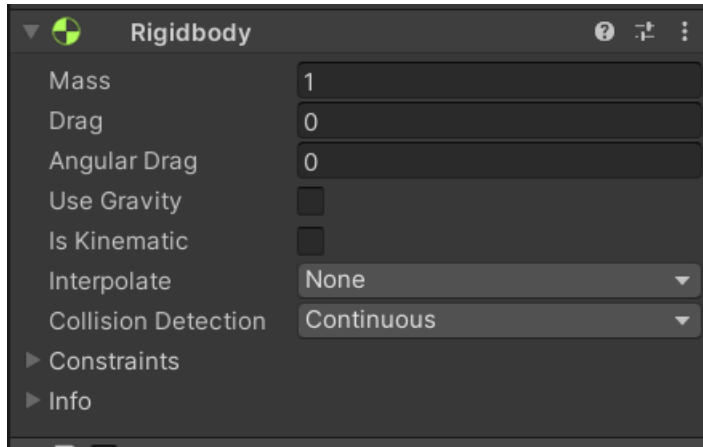 Rigidbody
Mass 1
Drag 0
Angular Drag 0
Use Gravity
Is Kinematic
Interpolate None
Collision Detection Continuous
Constraints
Info